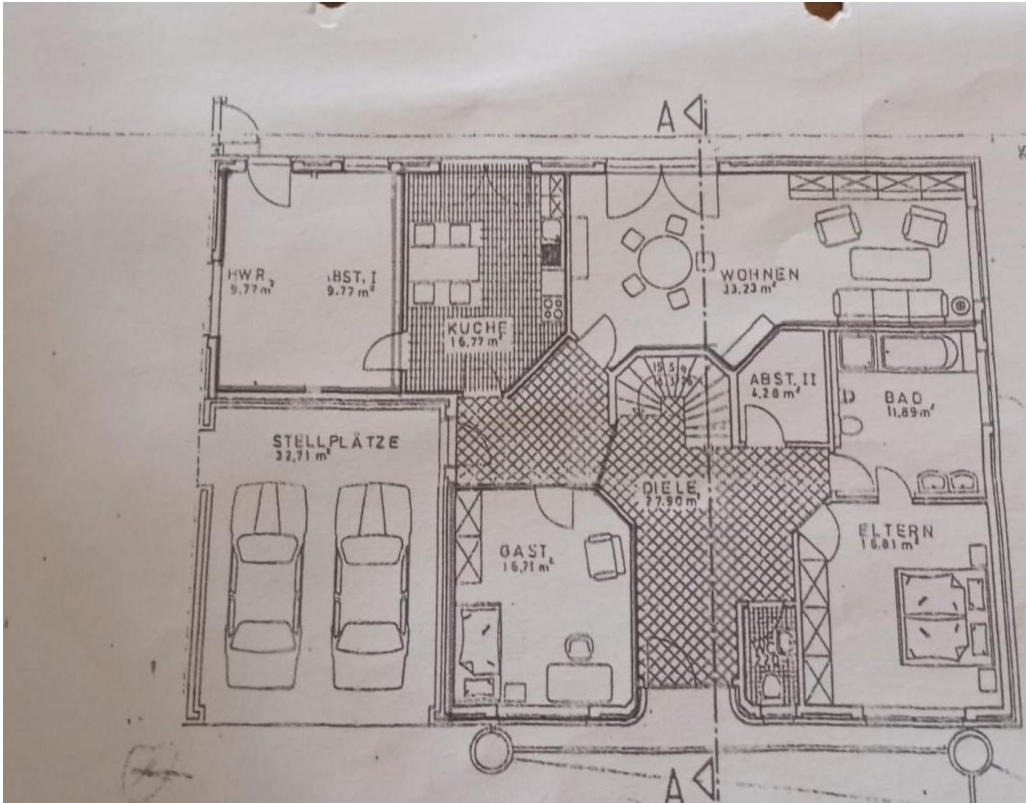 A
HWR.
9.77 m²
ABST. I
9.77 m²
KÜCHE
16,77 m²
WOHNEN
33,23 m²
ABST. II
4,28 m²
BAD
11,89 m²
STELLPLÄTZE
32,71 m²
DIELE
27.90 m²
GAST
16,71 m²
ELTERN
16,81 m²
A